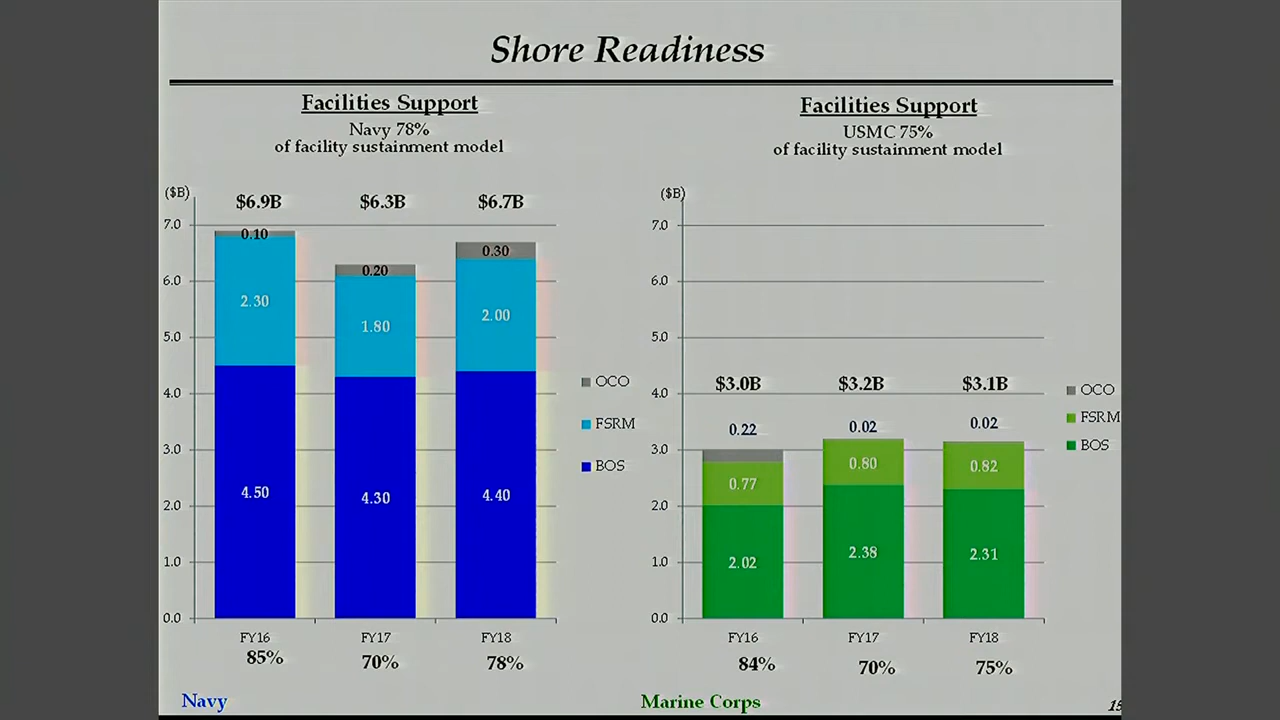 Shore Readiness
Facilities Support
Navy 78%
of facility sustainment model
($B)
$6.9B $6.3B $6.7B
7.0
6.0
5.0
4.0
3.0
2.0
1.0
0.0
0.10 0.20 0.30
2.30 1.80 2.00
4.50 4.30 4.40
OCO
FSRM
BOS
FY16 FY17 FY18
85% 70% 78%
Navy
Facilities Support
USMC 75%
of facility sustainment model
($B)
7.0
6.0
5.0
4.0
3.0
2.0
1.0
0.0
$3.0B $3.2B $3.1B
0.22 0.02 0.02
0.77 0.80 0.82
2.02 2.38 2.31
OCO
FSRM
BOS
FY16 FY17 FY18
84% 70% 75%
Marine Corps